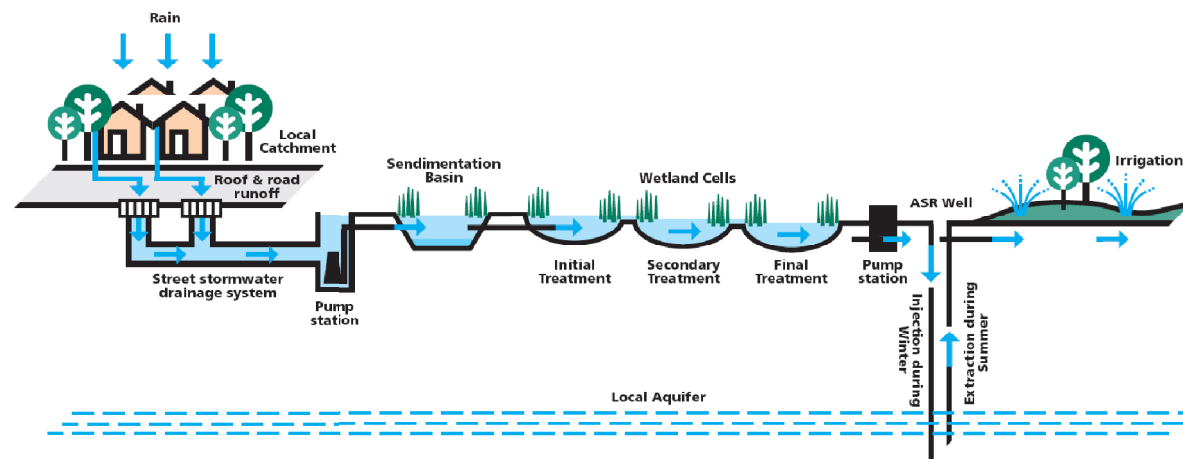 Rain
Local
Catchment
Roof & road
runoff
Street stormwater
drainage system
Pump
station
Sendimentation
Basin
Wetland Cells
Initial
Treatment
Secondary
Treatment
Final
Treatment
Pump
station
ASR Well
Irrigation
Injection during
Winter
Extraction during
Summer
Local Aquifer